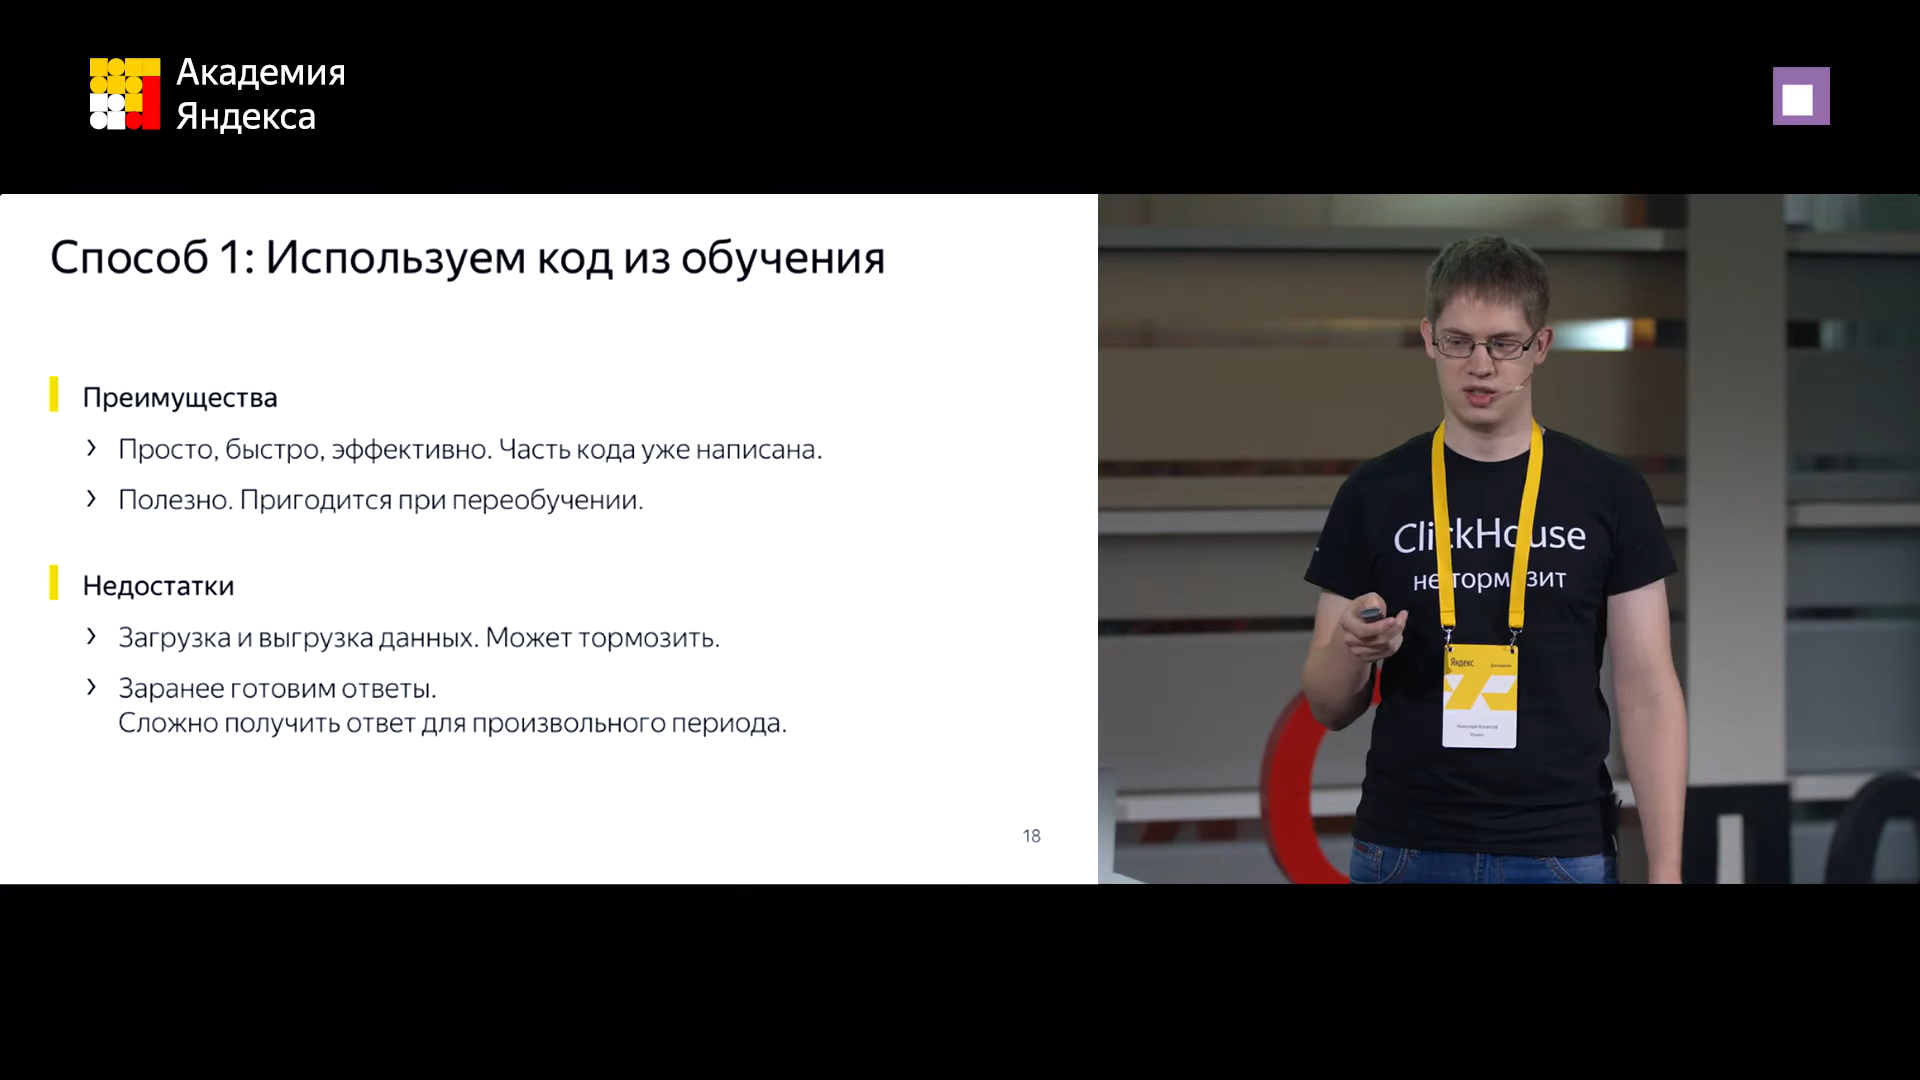 Академия
Яндекса
Способ 1: Используем код из обучения
Преимущества
› Просто, быстро, эффективно. Часть кода уже написана.
› Полезно. Пригодится при переобучении.
Недостатки
› Загрузка и выгрузка данных. Может тормозить.
› Заранее готовим ответы.
Сложно получить ответ для произвольного периода.
18
ClickHouse
не тормозит
Яндекс